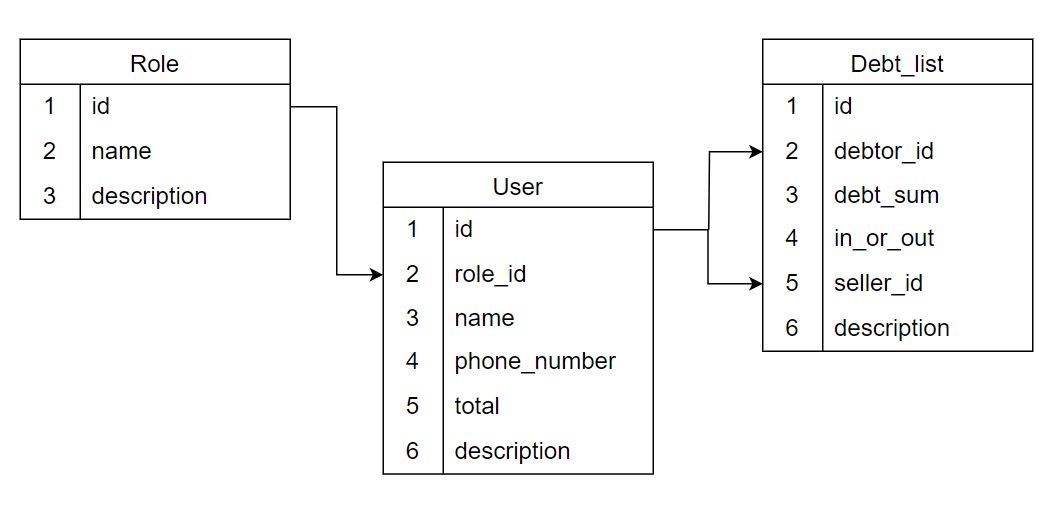 Role
1 id
2 name
3 description
User
1 id
2 role_id
3 name
4 phone_number
5 total
6 description
Debt_list
1 id
2 debtor_id
3 debt_sum
4 in_or_out
5 seller_id
6 description